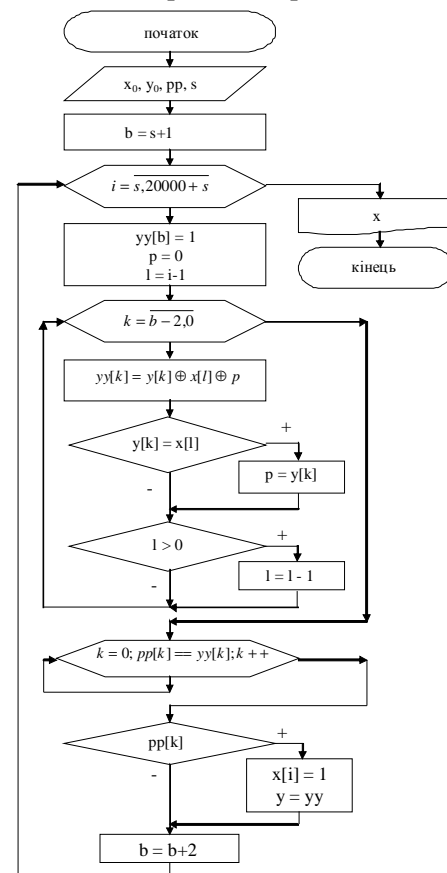 початок
x₀, y₀, pp, s
b = s+1
i = s,20000 + s
x
кінець
yy[b] = 1
p = 0
l = i-1
k = b – 2,0
yy[k] = y[k] ⊕ x[l] ⊕ p
y[k] = x[l]
+
p = y[k]
-
l > 0
+
l = l - 1
-
k = 0; pp[k] == yy[k]; k ++
pp[k]
+
x[i] = 1
y = yy
-
b = b+2